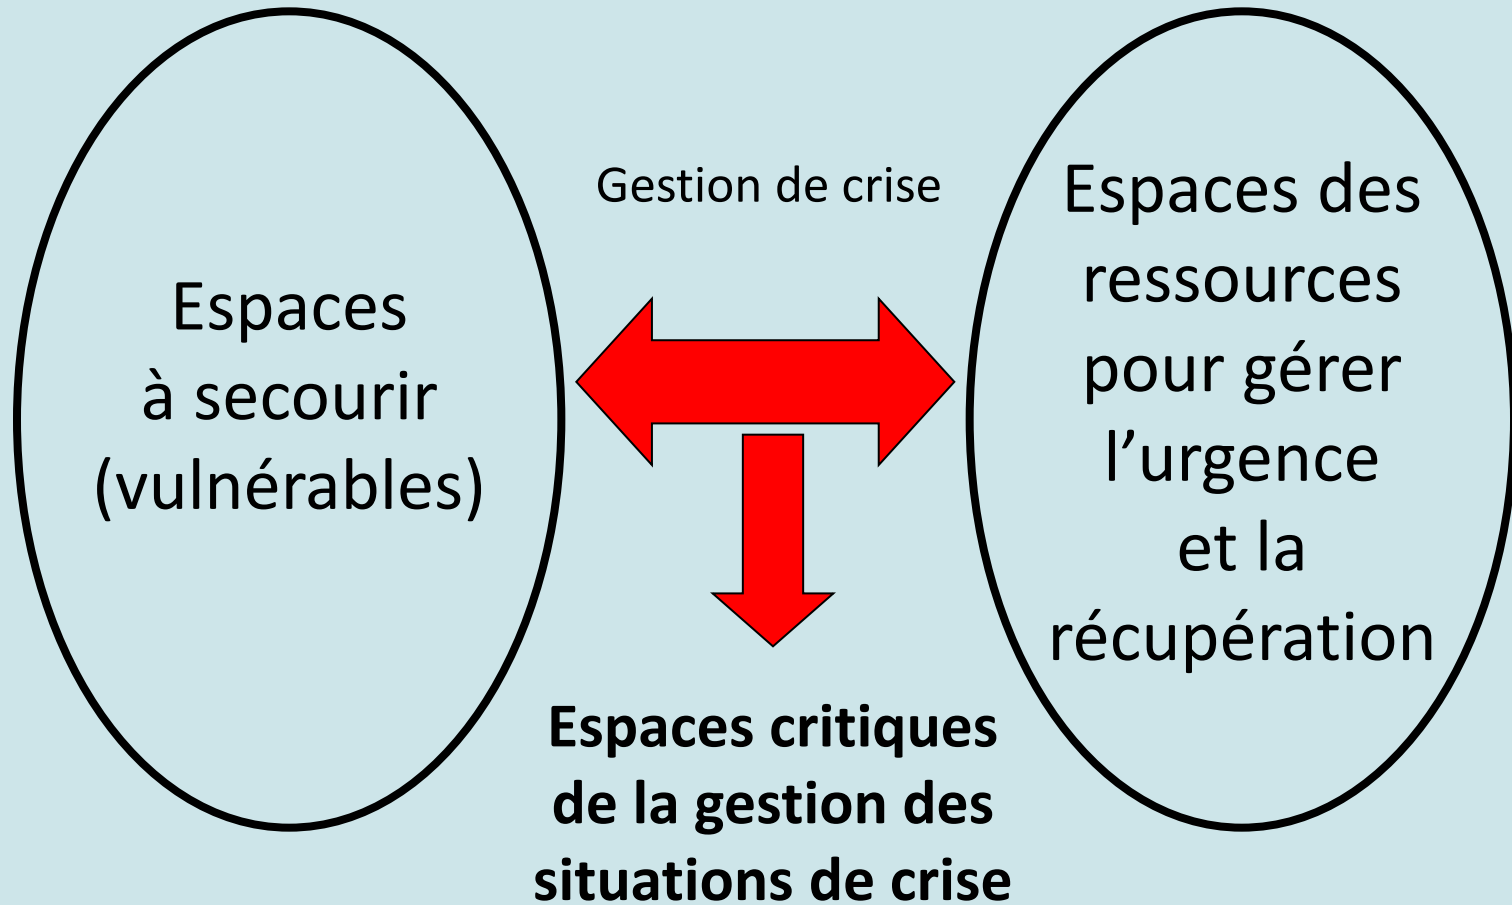 Espaces
à secourir
(vulnérables)
Gestion de crise
Espaces des
ressources
pour gérer
l’urgence
et la
récupération
Espaces critiques
de la gestion des
situations de crise